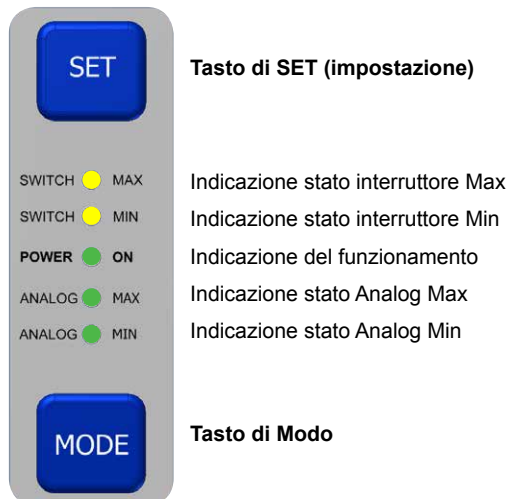 SET Tasto di SET (impostazione)
SWITCH MAX Indicazione stato interruttore Max
SWITCH MIN Indicazione stato interruttore Min
POWER ON Indicazione del funzionamento
ANALOG MAX Indicazione stato Analog Max
ANALOG MIN Indicazione stato Analog Min
MODE Tasto di Modo